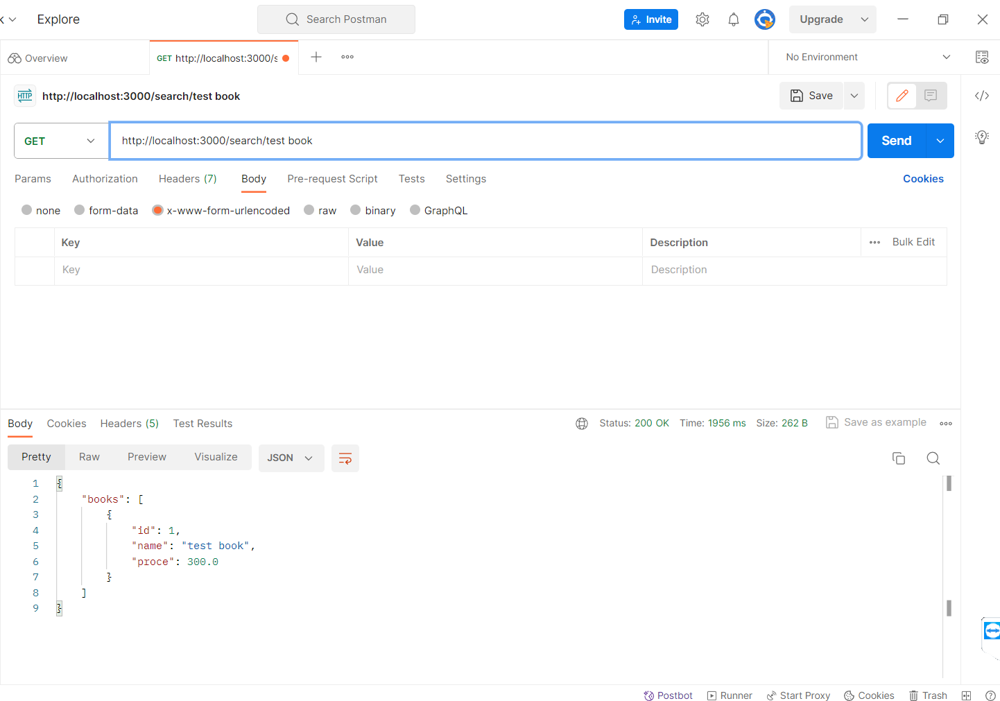 Explore
Search Postman
Invite
Upgrade
Overview
GET http://localhost:3000/s
No Environment
HTTP http://localhost:3000/search/test book
Save
GET
http://localhost:3000/search/test book
Send
Params Authorization Headers (7) Body Pre-request Script Tests Settings Cookies
none form-data x-www-form-urlencoded raw binary GraphQL
Key Value Description Bulk Edit
Key Value Description
Body Cookies Headers (5) Test Results Status: 200 OK Time: 1956 ms Size: 262 B Save as example
Pretty Raw Preview Visualize JSON
1 {
2 "books": [
3 {
4 "id": 1,
5 "name": "test book",
6 "proce": 300.0
7 }
8 ]
9 }
Postbot Runner Start Proxy Cookies Trash